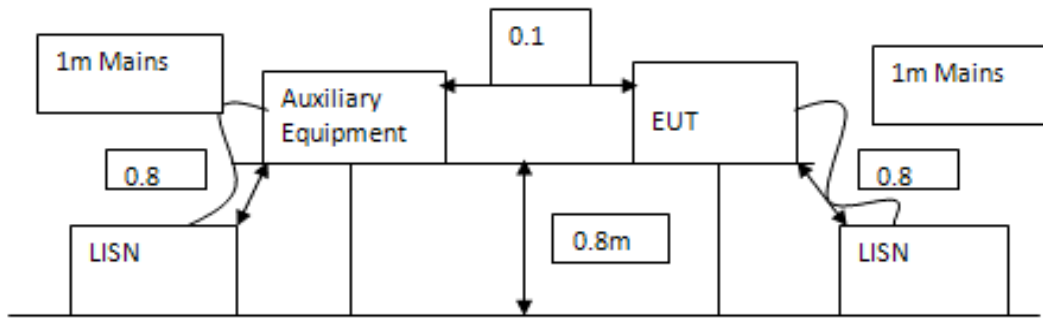 0.1
1m Mains
1m Mains
Auxiliary
Equipment
EUT
0.8
0.8
0.8m
LISN
LISN